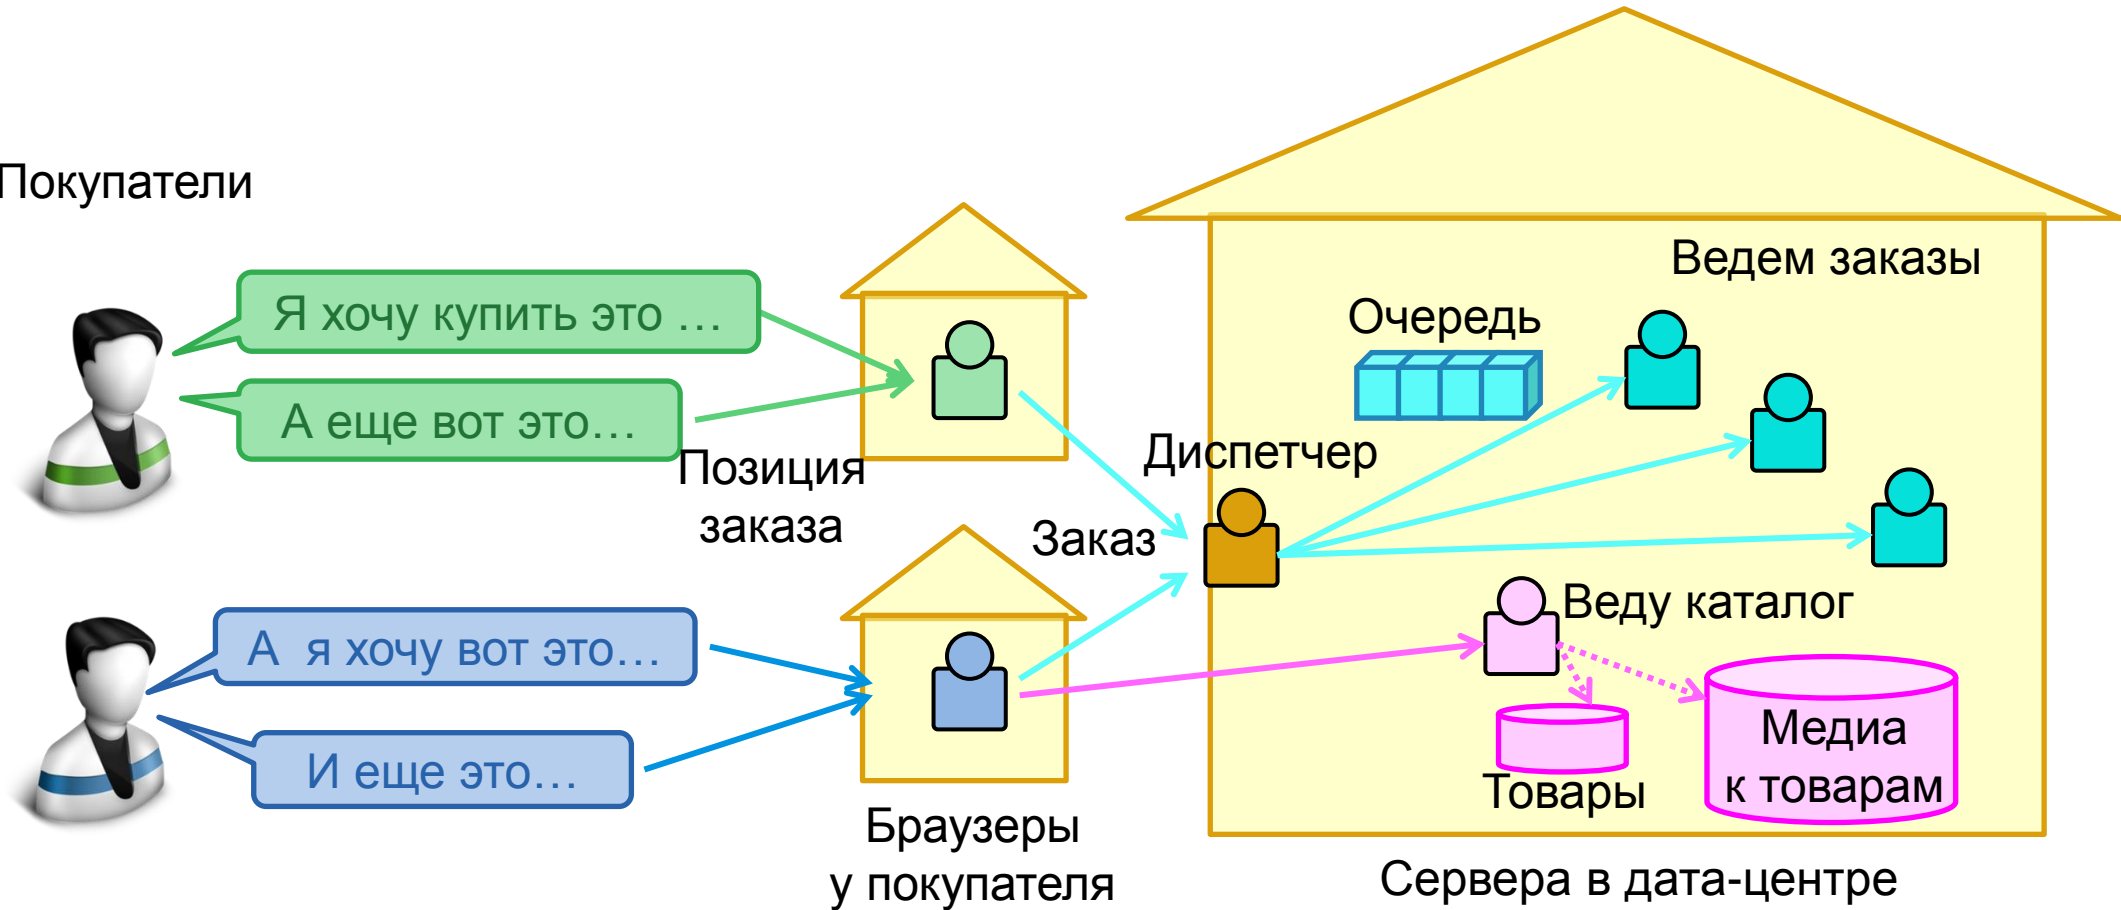 Покупатели
Я хочу купить это …
А еще вот это…
Позиция
заказа
А  я хочу вот это…
И еще это…
Браузеры
у покупателя
Заказ
Диспетчер
Очередь
Ведем заказы
Веду каталог
Товары
Медиа
к товарам
Сервера в дата-центре